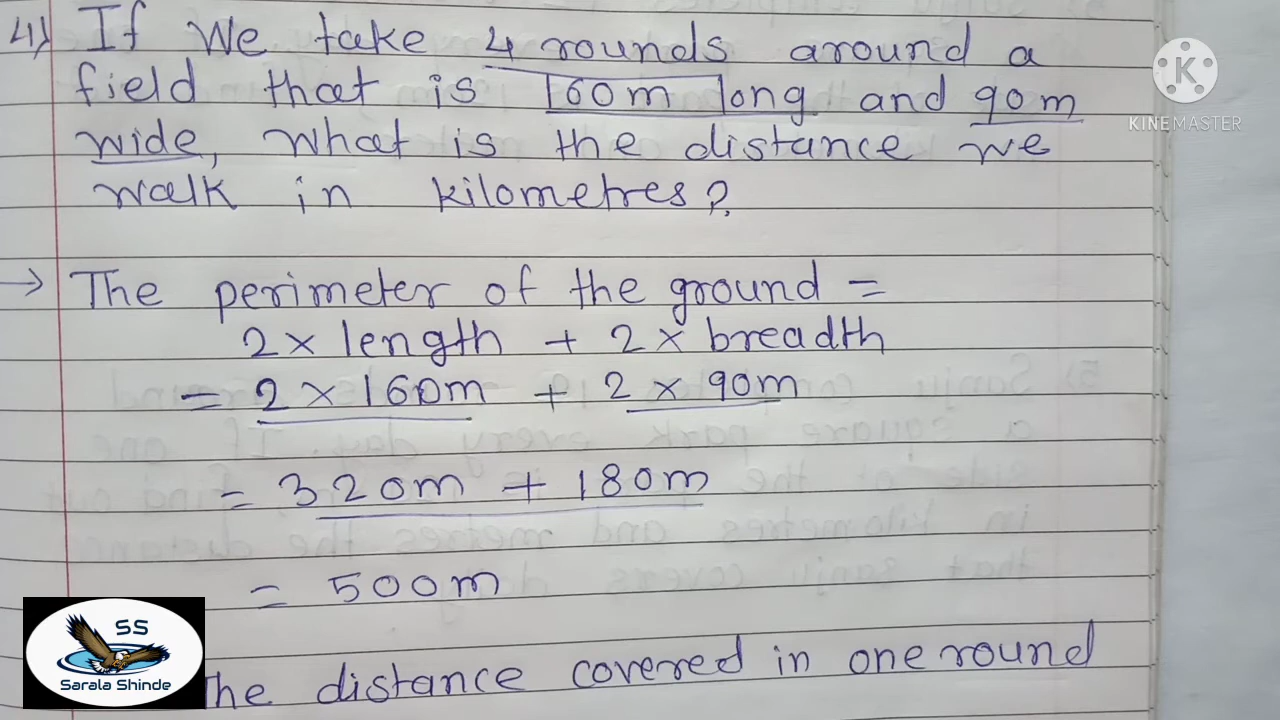 4) If we take 4 rounds around a
field that is 160m long and 90m
wide, what is the distance we
walk in kilometres?
→ The perimeter of the ground =
2 × length + 2 × breadth
= 2 × 160m + 2 × 90m
= 320m + 180m
= 500m
The distance covered in one round
KINEMASTER
SS
Sarala Shinde